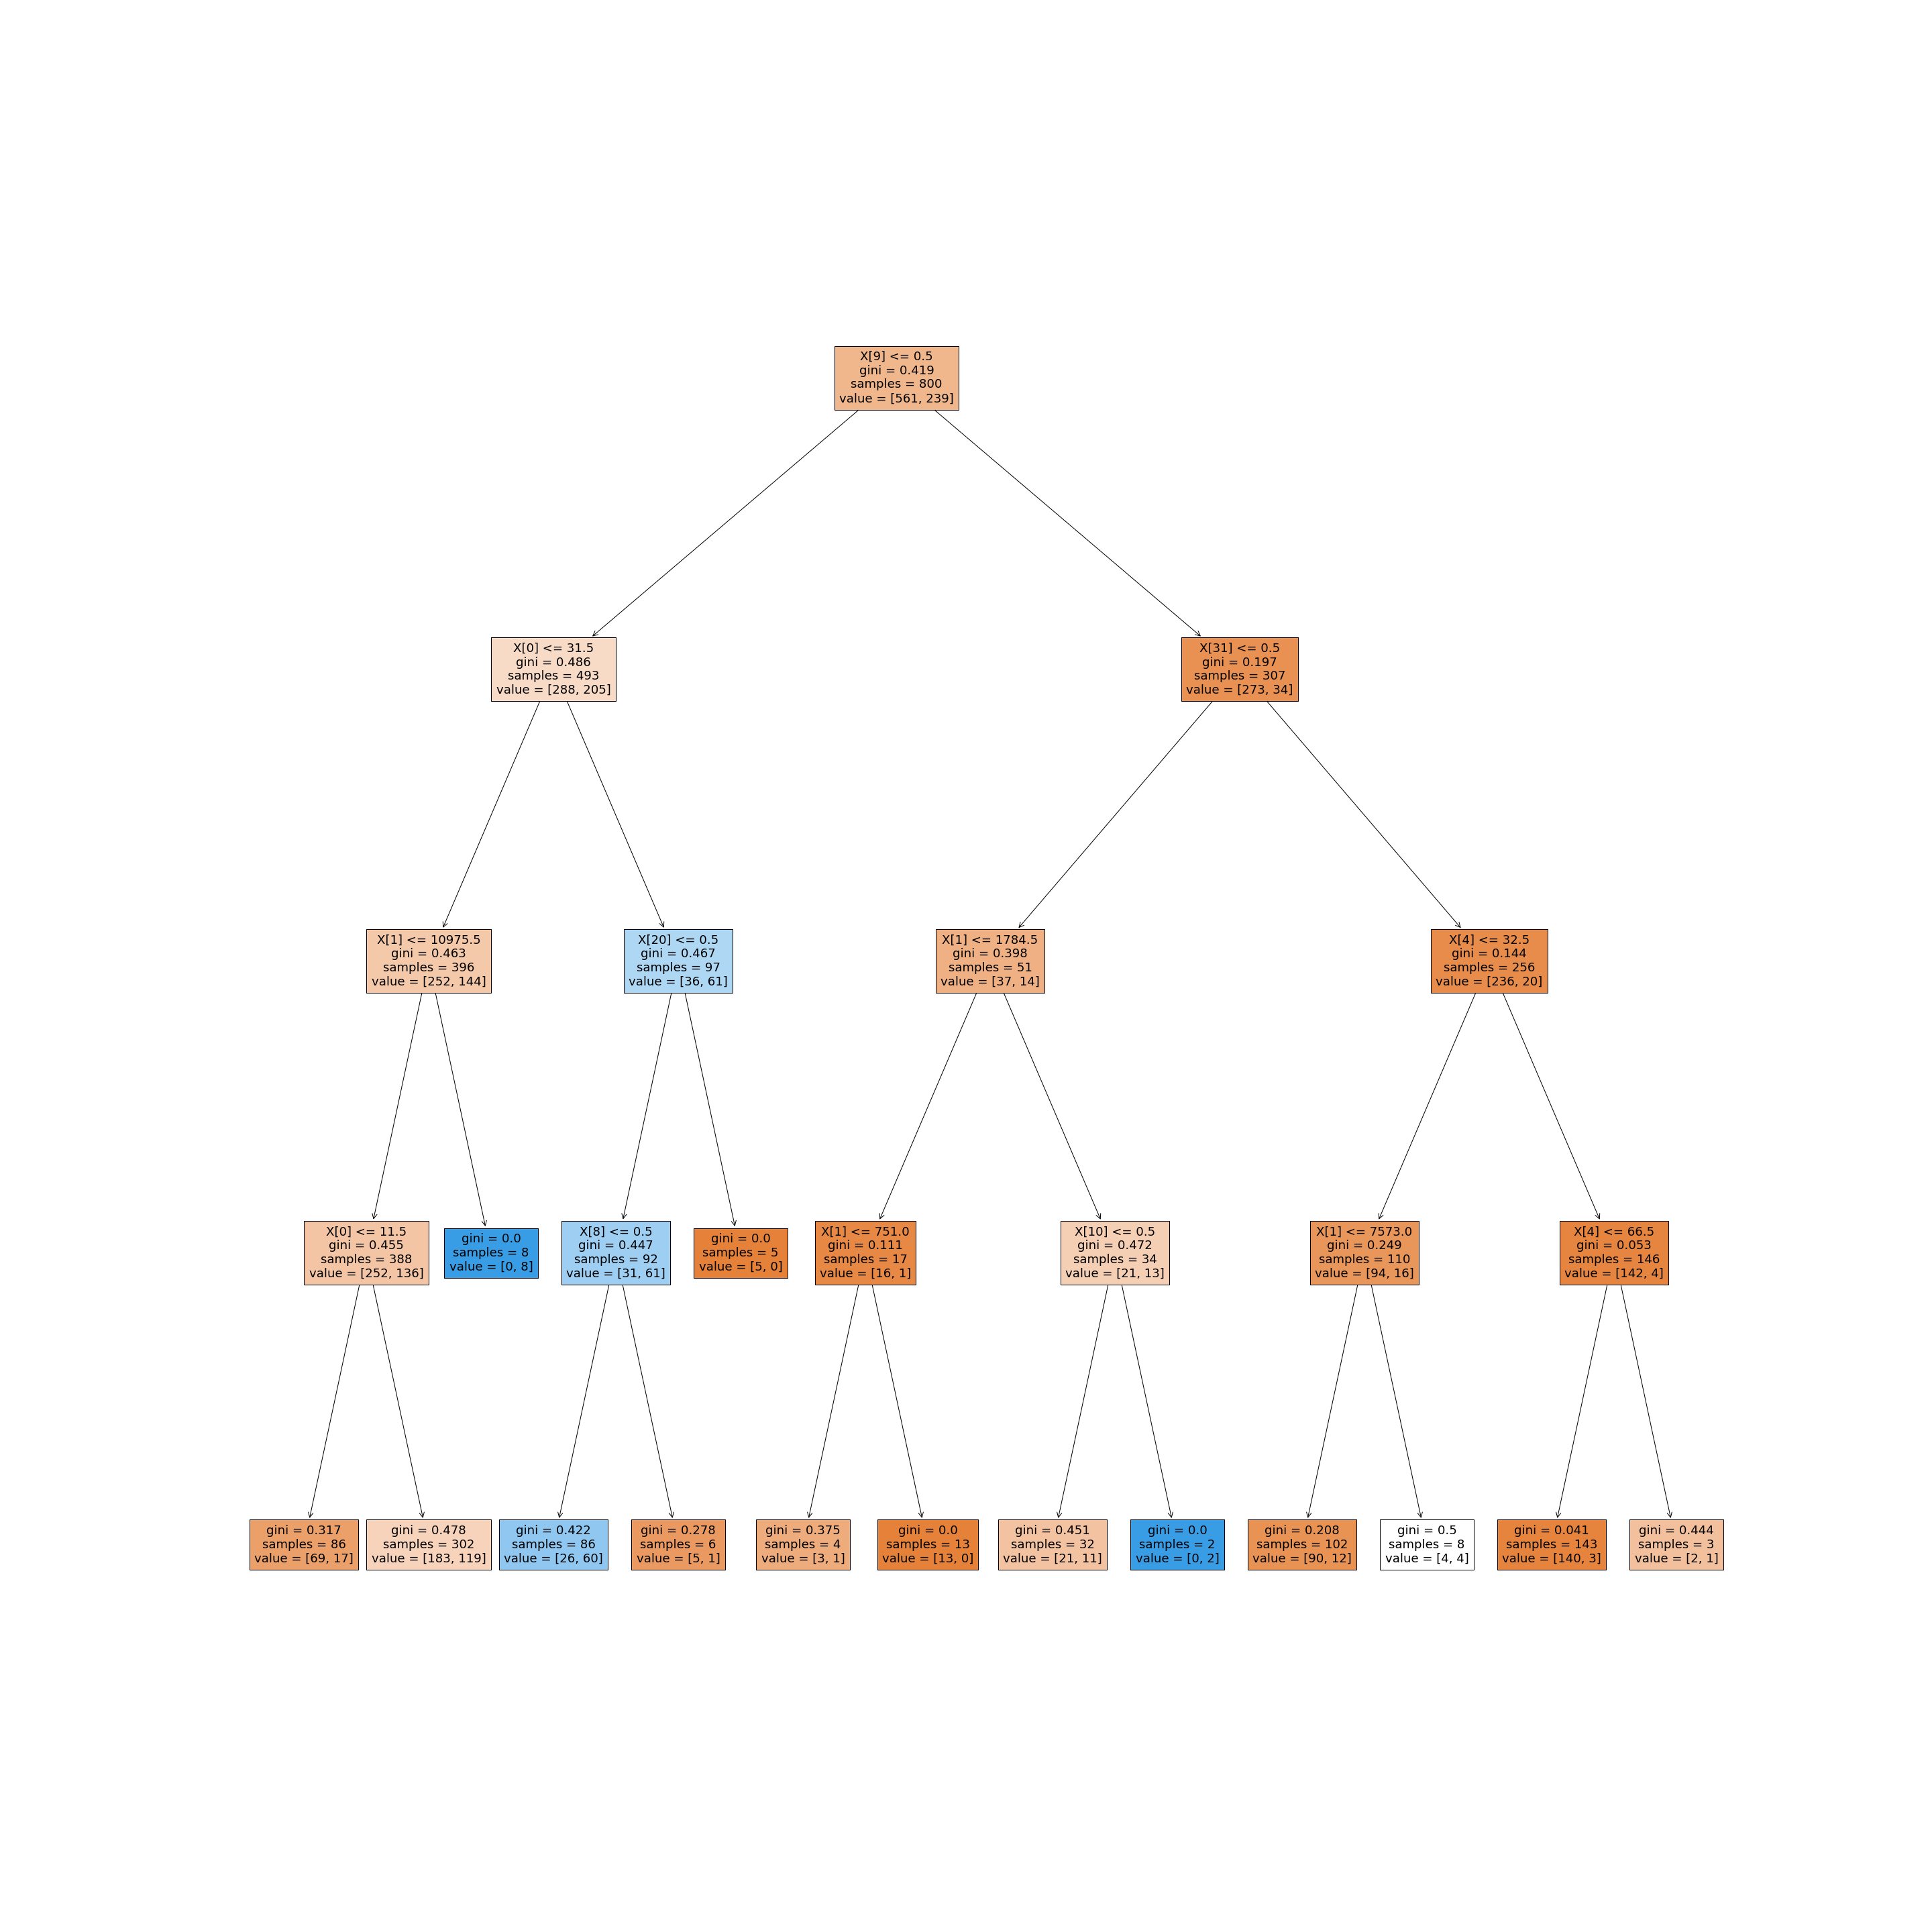 X[9] <= 0.5
gini = 0.419
samples = 800
value = [561, 239]
X[0] <= 31.5
gini = 0.486
samples = 493
value = [288, 205]
X[31] <= 0.5
gini = 0.197
samples = 307
value = [273, 34]
X[1] <= 10975.5
gini = 0.463
samples = 396
value = [252, 144]
X[20] <= 0.5
gini = 0.467
samples = 97
value = [36, 61]
X[1] <= 1784.5
gini = 0.398
samples = 51
value = [37, 14]
X[4] <= 32.5
gini = 0.144
samples = 256
value = [236, 20]
X[0] <= 11.5
gini = 0.455
samples = 388
value = [252, 136]
gini = 0.0
samples = 8
value = [0, 8]
X[8] <= 0.5
gini = 0.447
samples = 92
value = [31, 61]
gini = 0.0
samples = 5
value = [5, 0]
X[1] <= 751.0
gini = 0.111
samples = 17
value = [16, 1]
X[10] <= 0.5
gini = 0.472
samples = 34
value = [21, 13]
X[1] <= 7573.0
gini = 0.249
samples = 110
value = [94, 16]
X[4] <= 66.5
gini = 0.053
samples = 146
value = [142, 4]
gini = 0.317
samples = 86
value = [69, 17]
gini = 0.478
samples = 302
value = [183, 119]
gini = 0.422
samples = 86
value = [26, 60]
gini = 0.278
samples = 6
value = [5, 1]
gini = 0.375
samples = 4
value = [3, 1]
gini = 0.0
samples = 13
value = [13, 0]
gini = 0.451
samples = 32
value = [21, 11]
gini = 0.0
samples = 2
value = [0, 2]
gini = 0.208
samples = 102
value = [90, 12]
gini = 0.5
samples = 8
value = [4, 4]
gini = 0.041
samples = 143
value = [140, 3]
gini = 0.444
samples = 3
value = [2, 1]